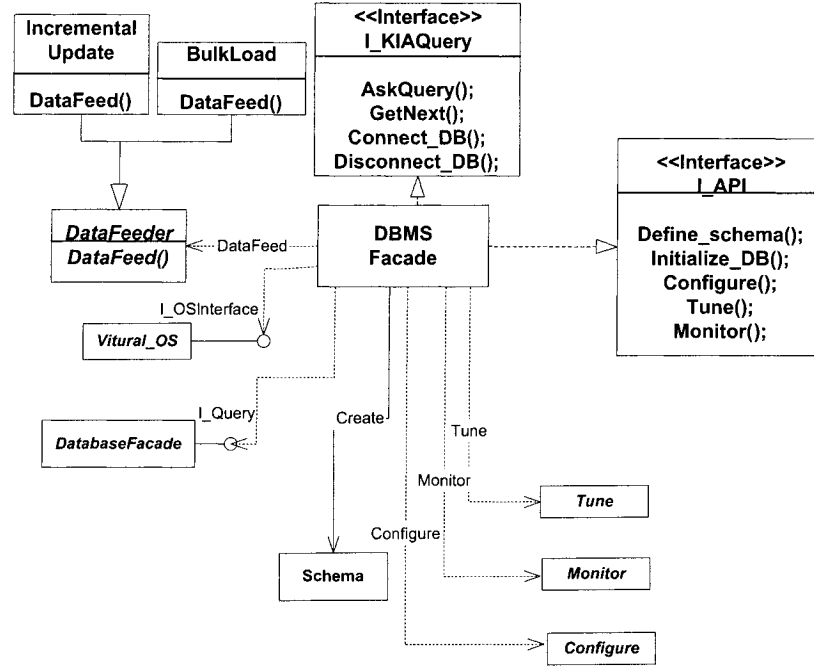 Incremental
Update
DataFeed()
BulkLoad
DataFeed()
<<Interface>>
I_KIAQuery
AskQuery();
GetNext();
Connect_DB();
Disconnect_DB();
<<Interface>>
I_API
Define_schema();
Initialize_DB();
Configure();
Tune();
Monitor();
DataFeeder
DataFeed()
DataFeed
DBMS
Facade
I_OSInterface
Vitural_OS
I_Query
DatabaseFacade
Create
Tune
Monitor
Configure
Tune
Schema
Monitor
Configure